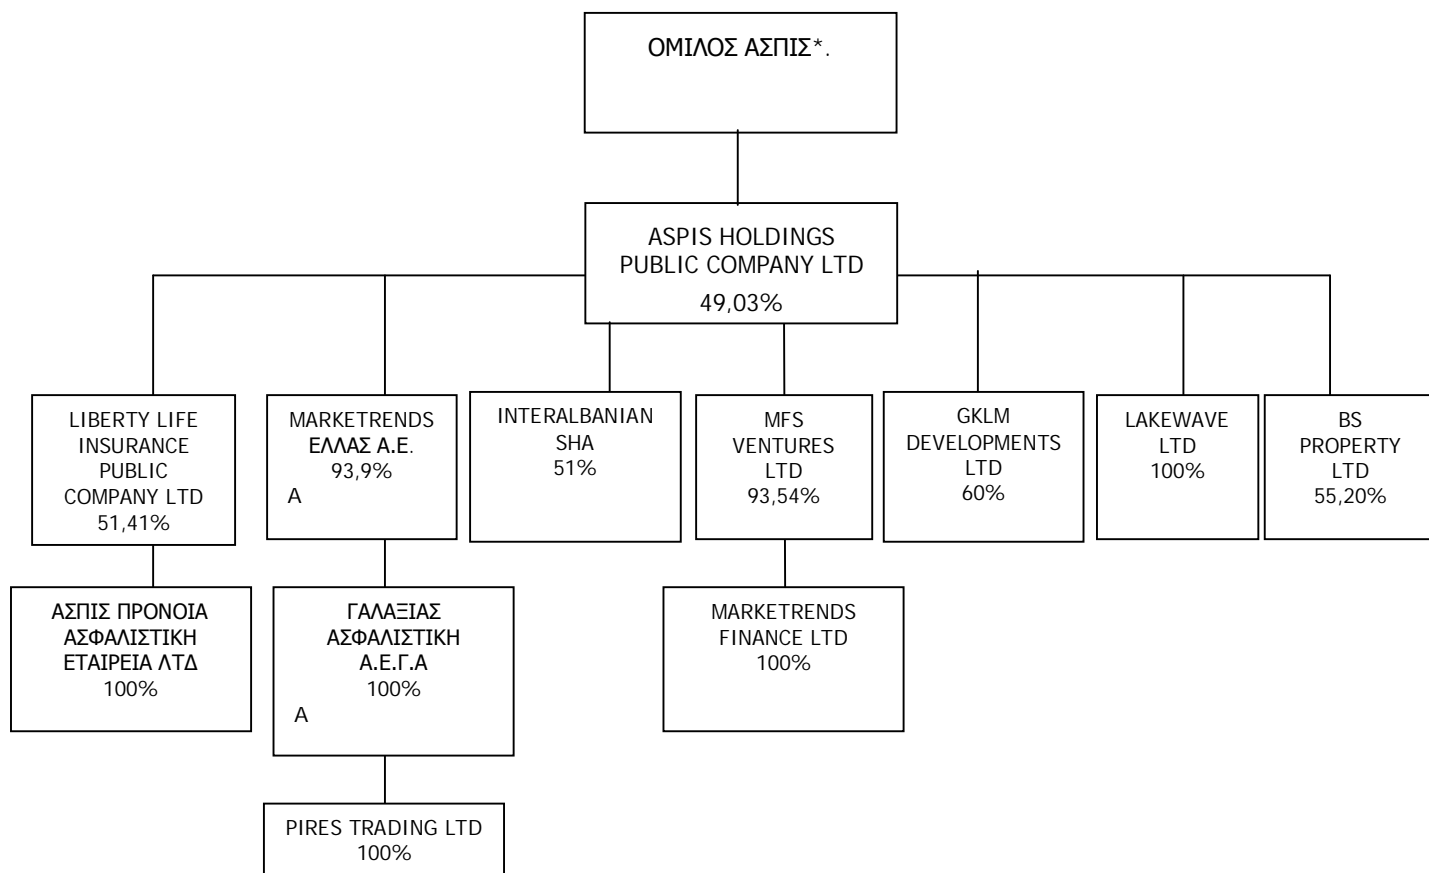 ΟΜΙΛΟΣ ΑΣΠΙΣ*.
ASPIS HOLDINGS
PUBLIC COMPANY LTD
49,03%
LIBERTY LIFE
INSURANCE
PUBLIC
COMPANY LTD
51,41%
MARKETRENDS
ΕΛΛΑΣ Α.Ε.
93,9%
A
INTERALBANIAN
SHA
51%
MFS
VENTURES
LTD
93,54%
GKLM
DEVELOPMENTS
LTD
60%
LAKEWAVE
LTD
100%
BS
PROPERTY
LTD
55,20%
ΑΣΠΙΣ ΠΡΟΝΟΙΑ
ΑΣΦΑΛΙΣΤΙΚΗ
ΕΤΑΙΡΕΙΑ ΛΤΔ
100%
ΓΑΛΑΞΙΑΣ
ΑΣΦΑΛΙΣΤΙΚΗ
Α.Ε.Γ.Α
100%
A
MARKETRENDS
FINANCE LTD
100%
PIRES TRADING LTD
100%